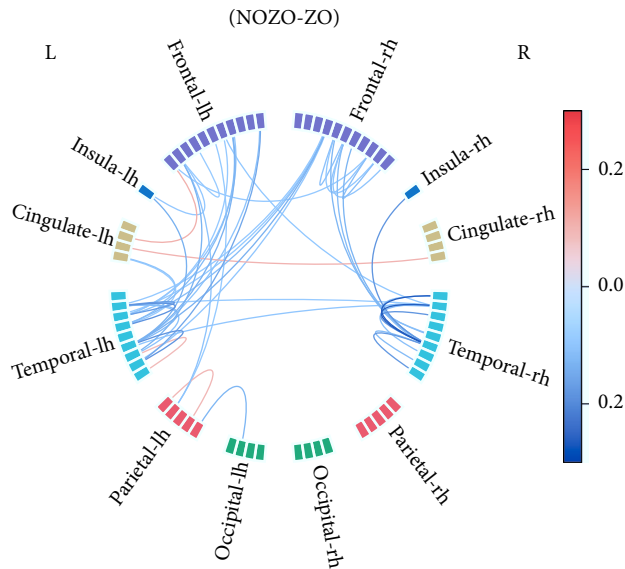 (NOZO-ZO)
L
R
Frontal-lh
Frontal-rh
Insula-lh
Insula-rh
Cingulate-lh
Cingulate-rh
Temporal-lh
Temporal-rh
Parietal-lh
Parietal-rh
Occipital-lh
Occipital-rh
0.2
0.0
0.2